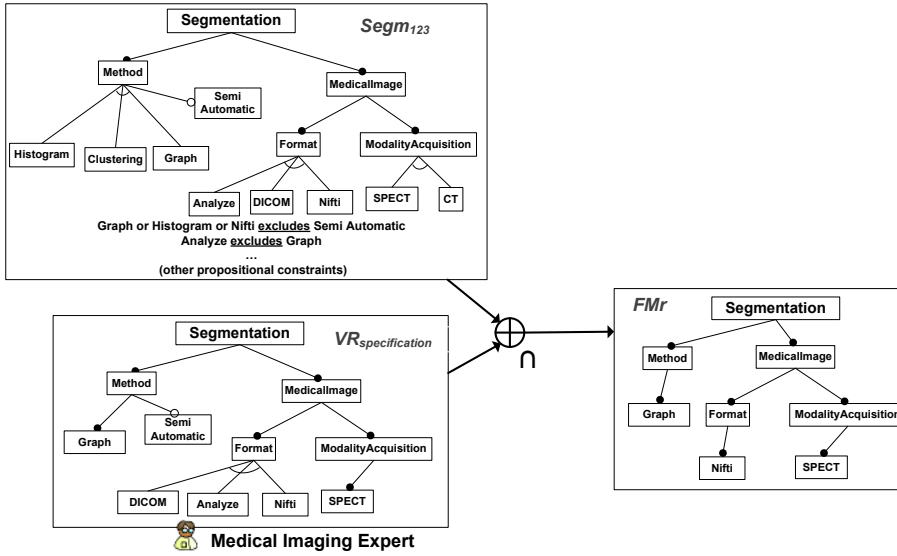 Segmentation
Segm123
Method
MedicalImage
Semi
Automatic
Format
ModalityAcquisition
Histogram
Clustering
Graph
Analyze
DICOM
Nifti
SPECT
CT
Graph or Histogram or Nifti excludes Semi Automatic
Analyze excludes Graph
...
(other propositional constraints)
Segmentation
VRspecification
Method
MedicalImage
Graph
Semi
Automatic
Format
ModalityAcquisition
DICOM
Analyze
Nifti
SPECT
Medical Imaging Expert
∩
FMr
Segmentation
Method
MedicalImage
Graph
Format
ModalityAcquisition
Nifti
SPECT